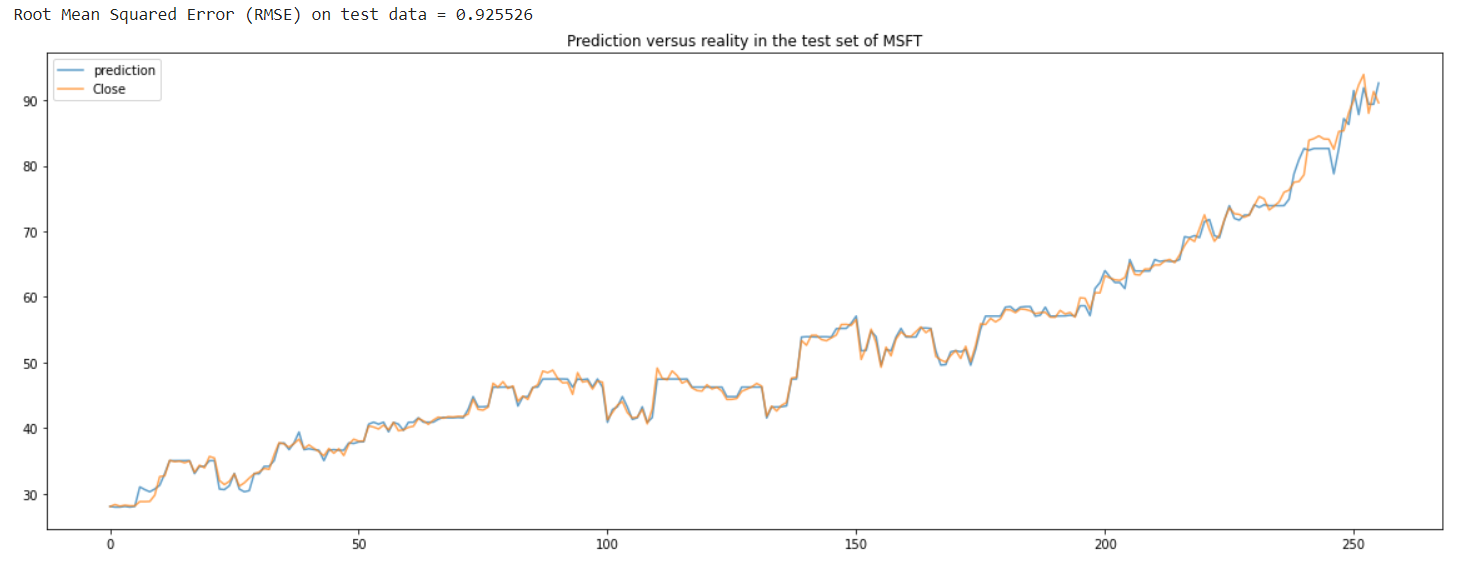 Root Mean Squared Error (RMSE) on test data = 0.925526
Prediction versus reality in the test set of MSFT
prediction
Close
90
80
70
60
50
40
30
0 50 100 150 200 250